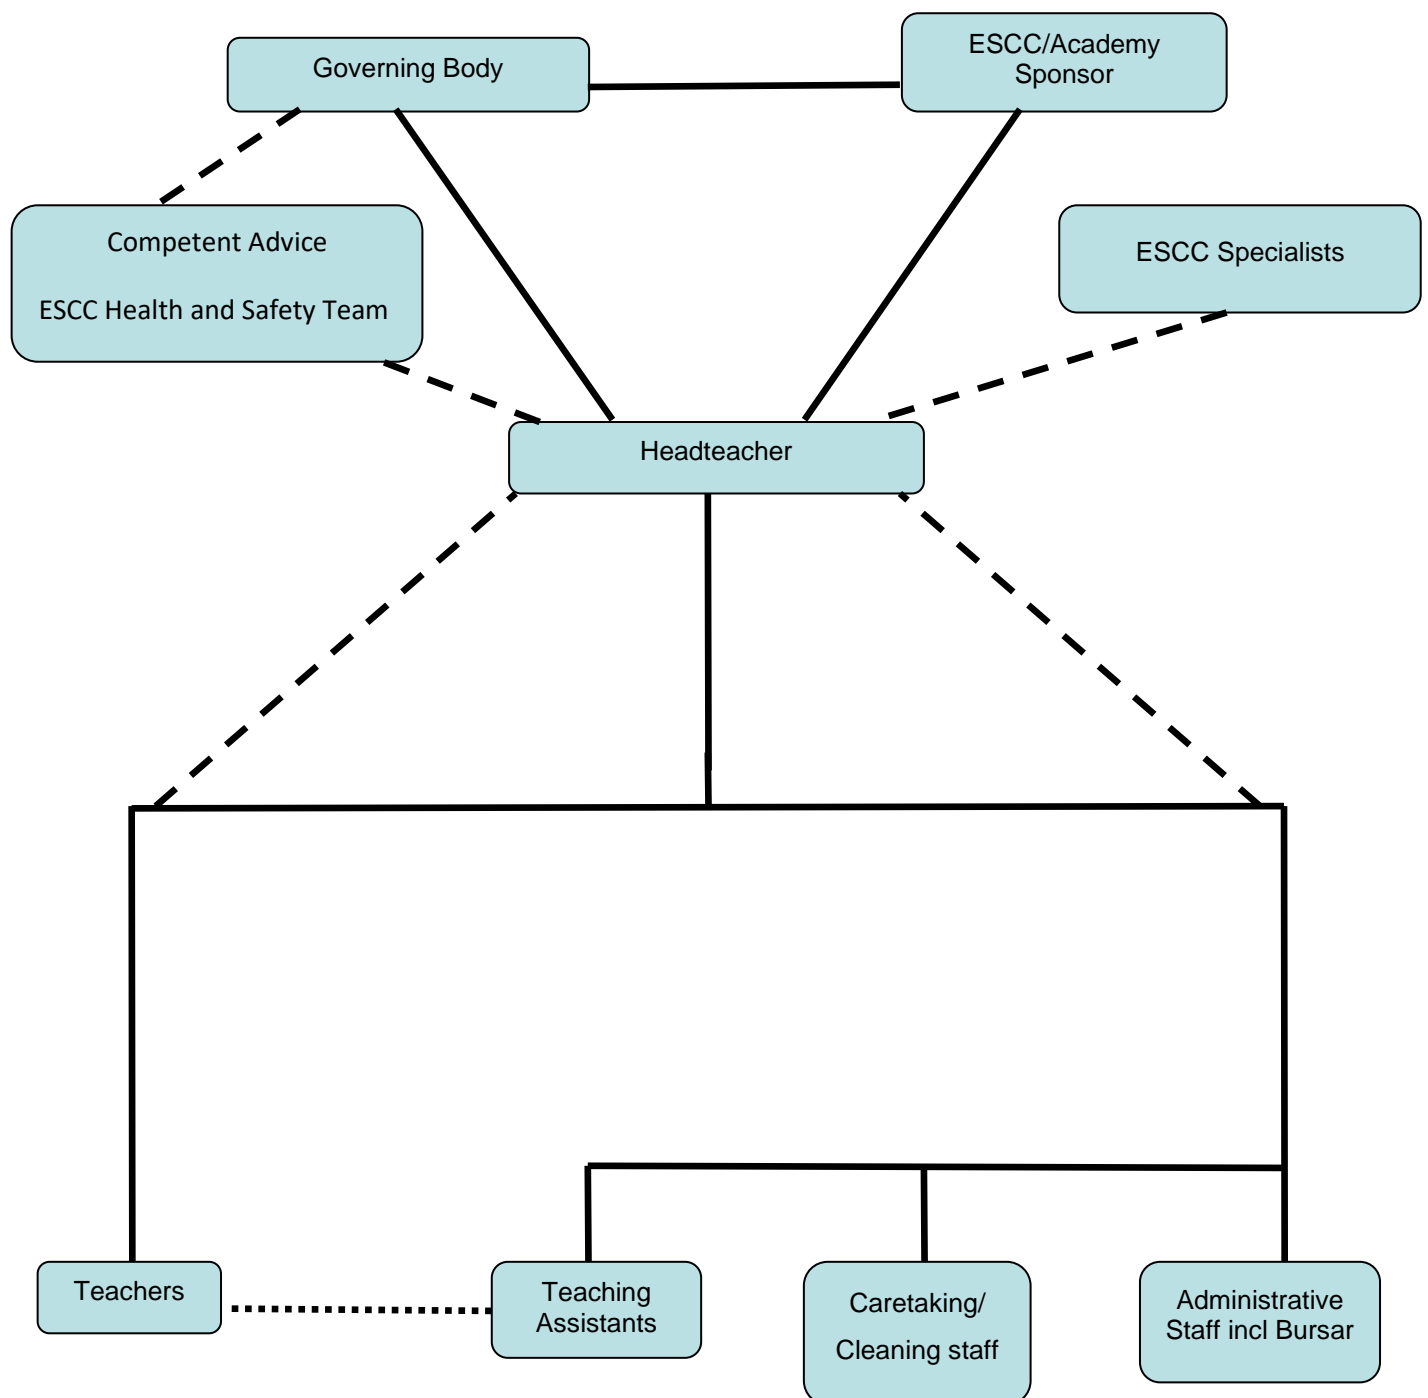 Governing Body
ESCC/Academy
Sponsor
Competent Advice
ESCC Health and Safety Team
ESCC Specialists
Headteacher
Teachers
Teaching
Assistants
Caretaking/
Cleaning staff
Administrative
Staff incl Bursar